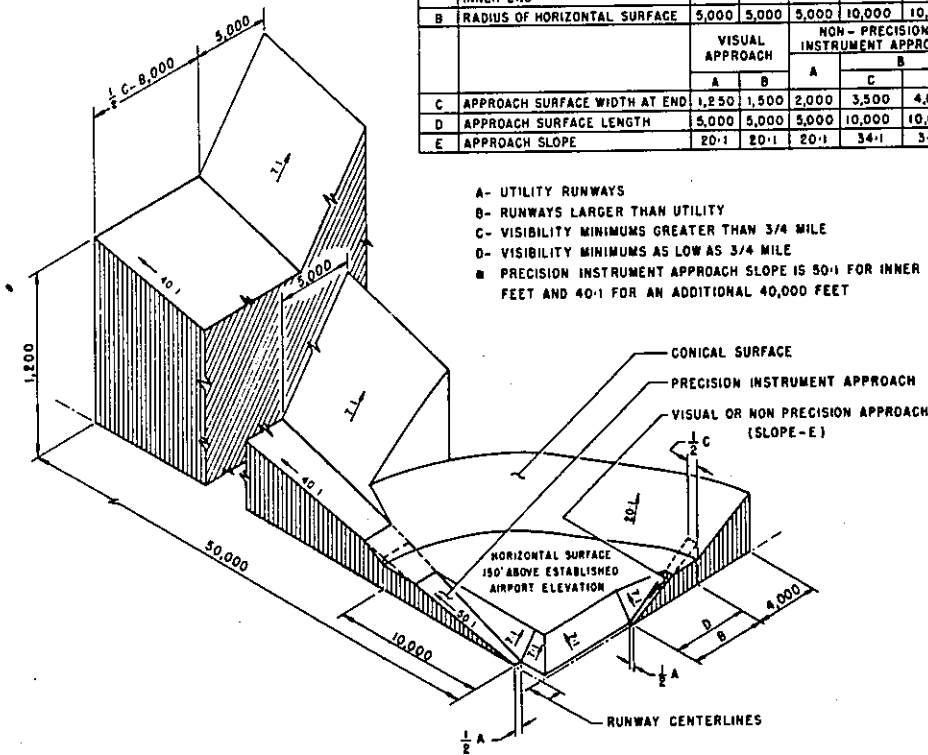 B RADIUS OF HORIZONTAL SURFACE 5,000 5,000 5,000 10,000 10,
VISUAL APPROACH
NON-PRECISION
INSTRUMENT APPRO
B
A B A C
C APPROACH SURFACE WIDTH AT END 1,250 1,500 2,000 3,500 4,
D APPROACH SURFACE LENGTH 5,000 5,000 5,000 10,000 10,
E APPROACH SLOPE 20:1 20:1 20:1 34:1 3
A- UTILITY RUNWAYS
B- RUNWAYS LARGER THAN UTILITY
C- VISIBILITY MINIMUMS GREATER THAN 3/4 MILE
D- VISIBILITY MINIMUMS AS LOW AS 3/4 MILE
PRECISION INSTRUMENT APPROACH SLOPE IS 50:1 FOR INNER
FEET AND 40:1 FOR AN ADDITIONAL 40,000 FEET
5,000
1/2 C-8,000
7:1
40:1
1,200
5,000
7:1
40:1
CONICAL SURFACE
PRECISION INSTRUMENT APPROACH
VISUAL OR NON PRECISION APPROACH
(SLOPE-E)
1/2 C
20:1
HORIZONTAL SURFACE
150' ABOVE ESTABLISHED
AIRPORT ELEVATION
50,000
50:1
10,000
7:1
7:1
7:1
7:1
4,000
D
B
1/2 A
RUNWAY CENTERLINES
1/2 A